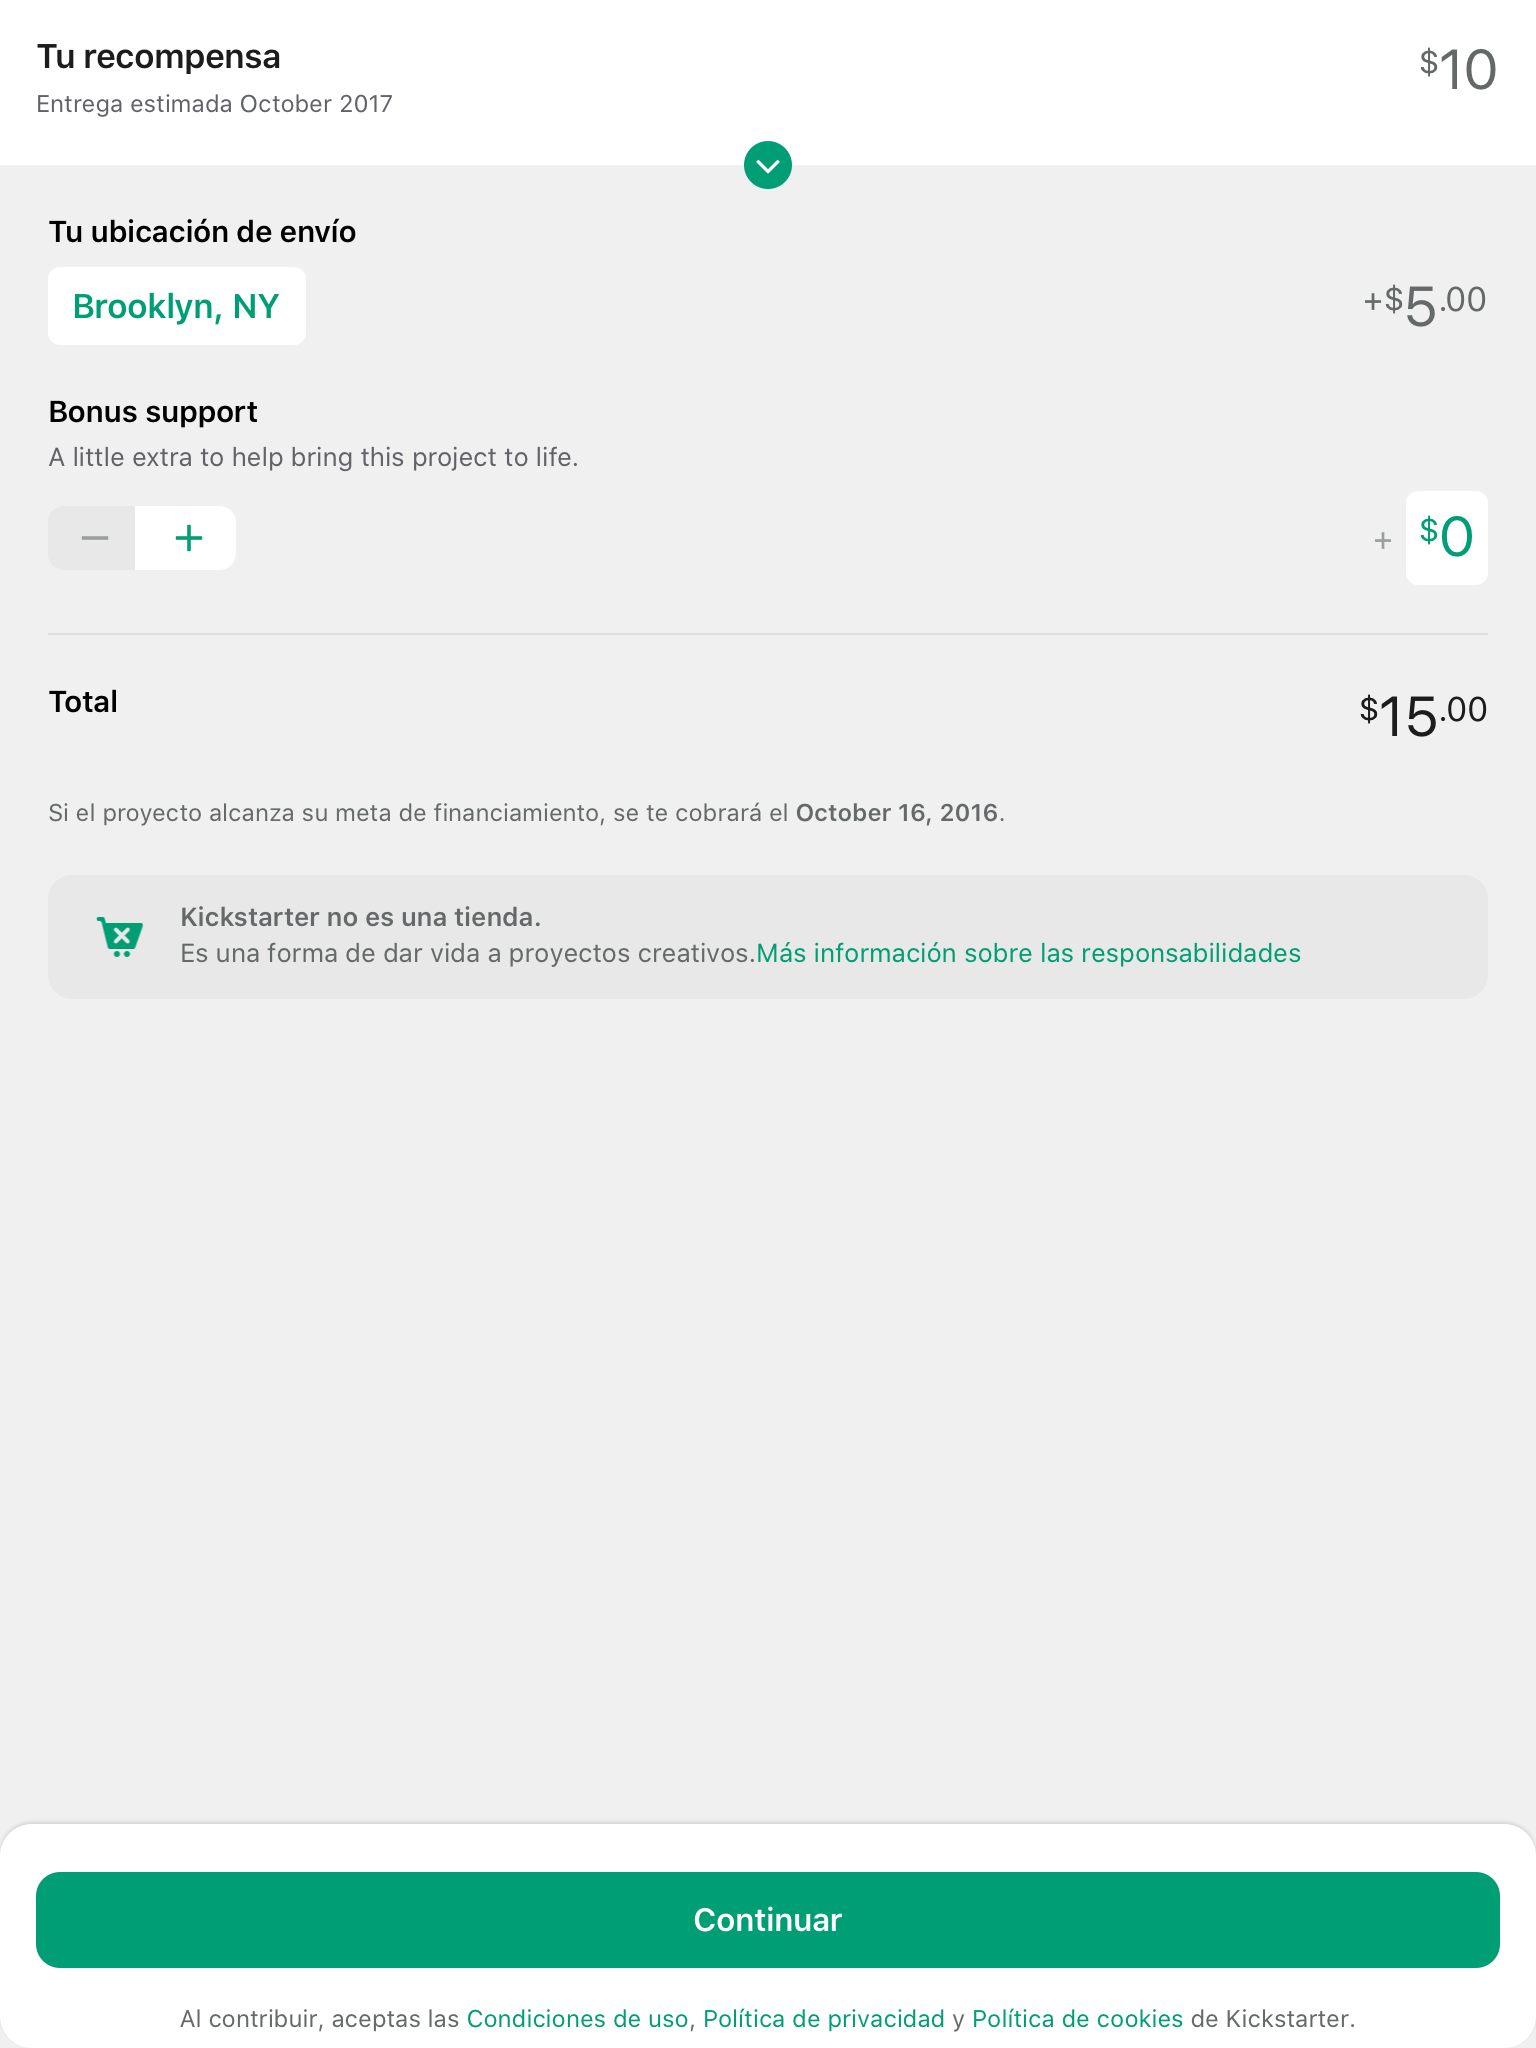 Tu recompensa
$10
Entrega estimada October 2017
Tu ubicación de envío
Brooklyn, NY
+$5.00
Bonus support
A little extra to help bring this project to life.
− +
+ $0
Total
$15.00
Si el proyecto alcanza su meta de financiamiento, se te cobrará el October 16, 2016.
Kickstarter no es una tienda.
Es una forma de dar vida a proyectos creativos.Más información sobre las responsabilidades
Continuar
Al contribuir, aceptas las Condiciones de uso, Política de privacidad y Política de cookies de Kickstarter.